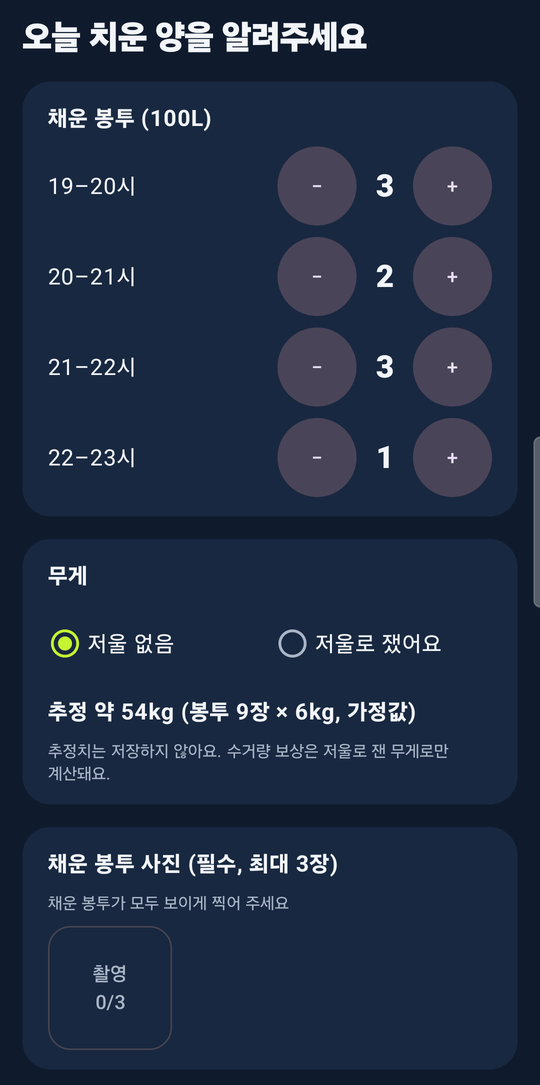 오늘 치운 양을 알려주세요
채운 봉투 (100L)
19–20시 − 3 +
20–21시 − 2 +
21–22시 − 3 +
22–23시 − 1 +
무게
저울 없음 저울로 쟀어요
추정 약 54kg (봉투 9장 × 6kg, 가정값)
추정치는 저장하지 않아요. 수거량 보상은 저울로 잰 무게로만
계산돼요.
채운 봉투 사진 (필수, 최대 3장)
채운 봉투가 모두 보이게 찍어 주세요
촬영
0/3